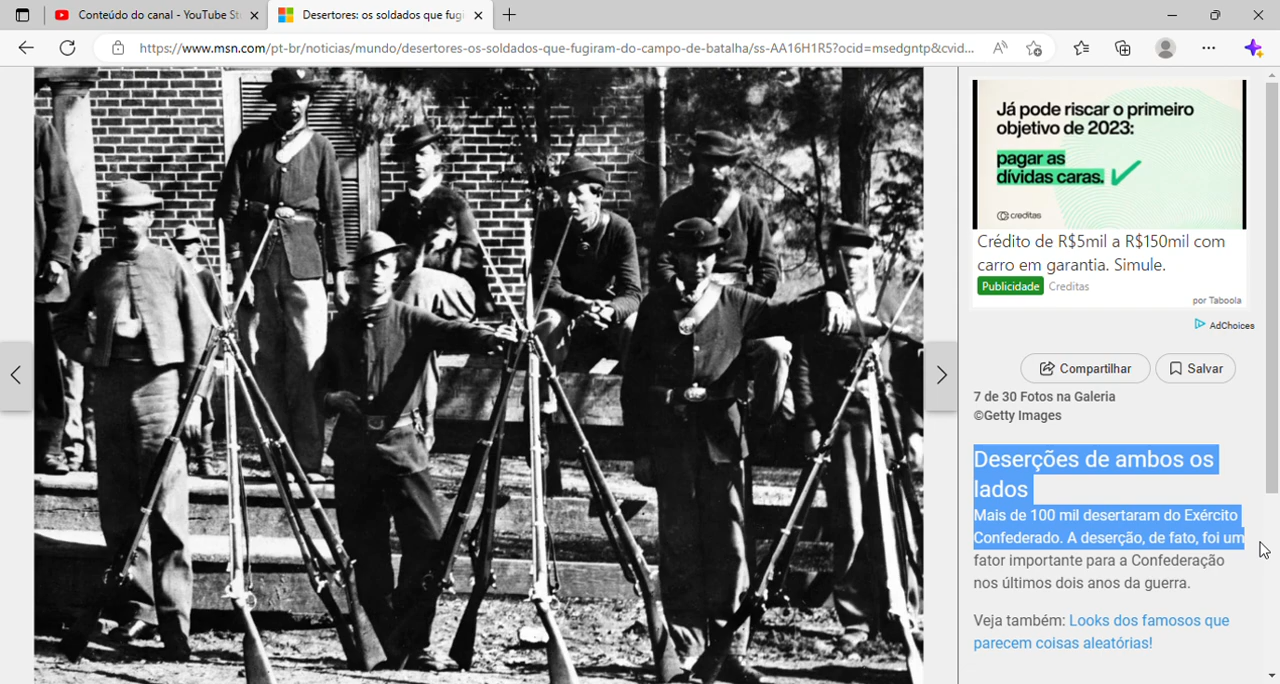 Conteúdo do canal - YouTube St
Desertores: os soldados que fugi
https://www.msn.com/pt-br/noticias/mundo/desertores-os-soldados-que-fugiram-do-campo-de-batalha/ss-AA16H1R5?ocid=msedgntp&cvid...
Já pode riscar o primeiro
objetivo de 2023:
pagar as
dívidas caras.
creditas
Crédito de R$5mil a R$150mil com
carro em garantia. Simule.
Publicidade Creditas
por Taboola
AdChoices
Compartilhar
Salvar
7 de 30 Fotos na Galeria
©Getty Images
Deserções de ambos os
lados
Mais de 100 mil desertaram do Exército
Confederado. A deserção, de fato, foi um
fator importante para a Confederação
nos últimos dois anos da guerra.
Veja também: Looks dos famosos que
parecem coisas aleatórias!